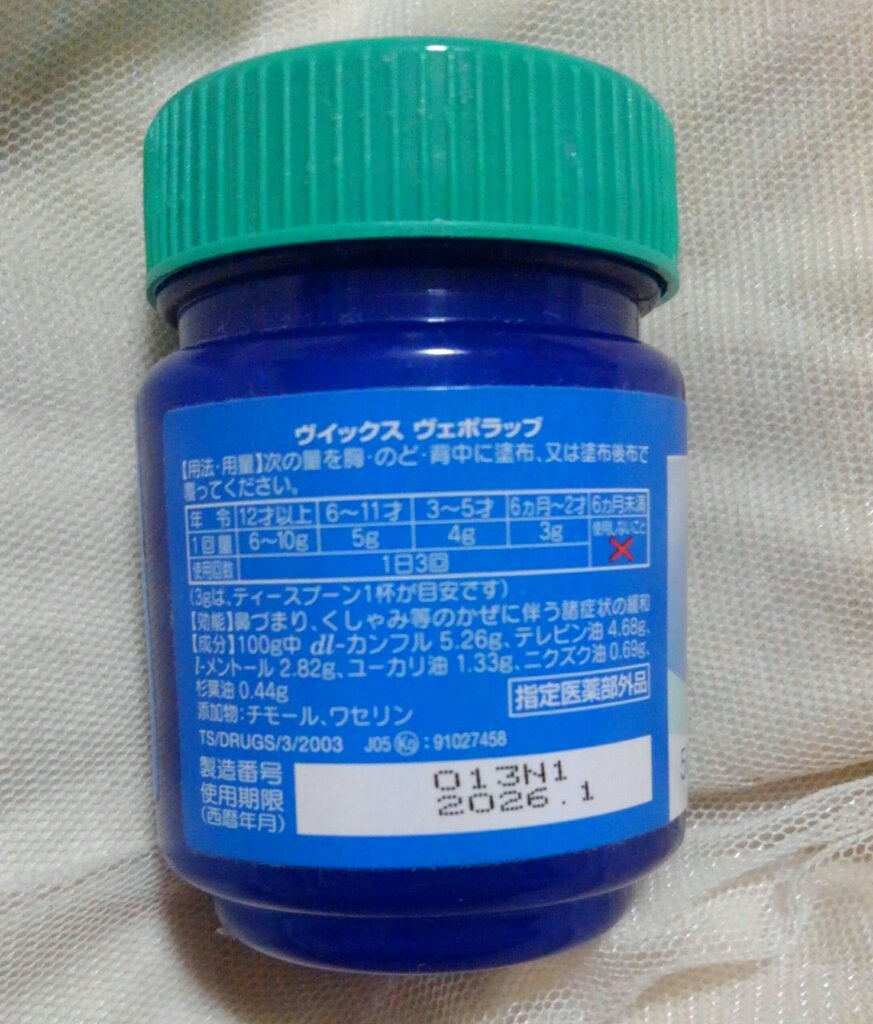 ヴイックス ヴェポラッブ
【用法・用量】次の量を胸・のど・背中に塗布、又は塗布後布で
覆ってください。
年 令 12才以上 6～11才 3～5才 6ヵ月～2才 6ヵ月未満
1回量 6～10g 5g 4g 3g 使用しないこと
使用回数 1日3回 ×
(3gは、ティースプーン1杯が目安です)
【効能】鼻づまり、くしゃみ等のかぜに伴う諸症状の緩和
【成分】100g中 dl-カンフル 5.26g、テレビン油 4.68g、
l-メントール 2.82g、ユーカリ油 1.33g、ニクズク油 0.69g、
杉葉油 0.44g
指定医薬部外品
添加物：チモール、ワセリン
TS/DRUGS/3/2003 J05 Kg：91027458
製造番号 013N1
使用期限 2026.1
(西暦年月)
5